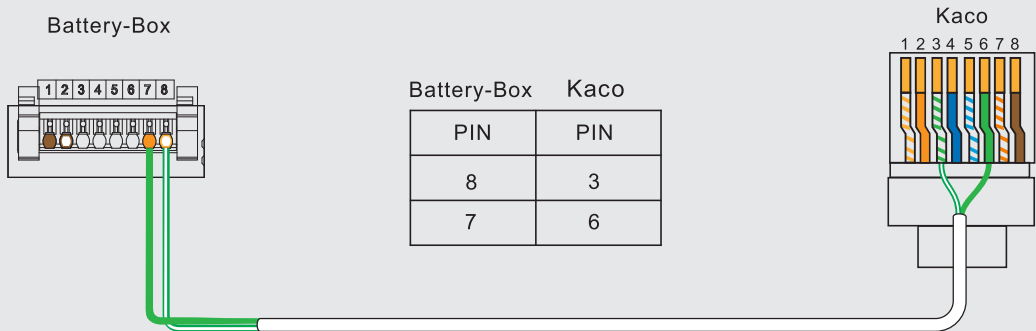 Battery-Box
1 2 3 4 5 6 7 8
Battery-Box Kaco
PIN PIN
8 3
7 6
Kaco
1 2 3 4 5 6 7 8